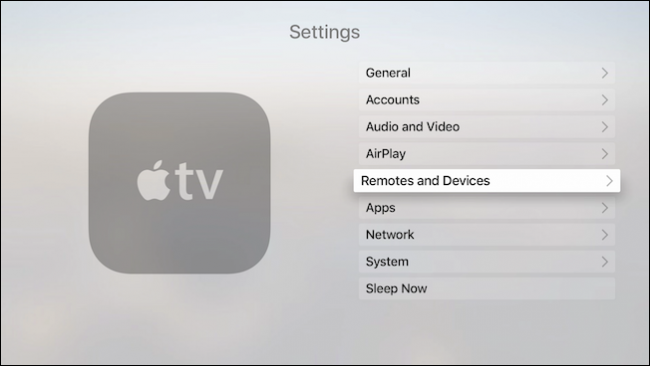 Settings
tv
General
Accounts
Audio and Video
AirPlay
Remotes and Devices
Apps
Network
System
Sleep Now